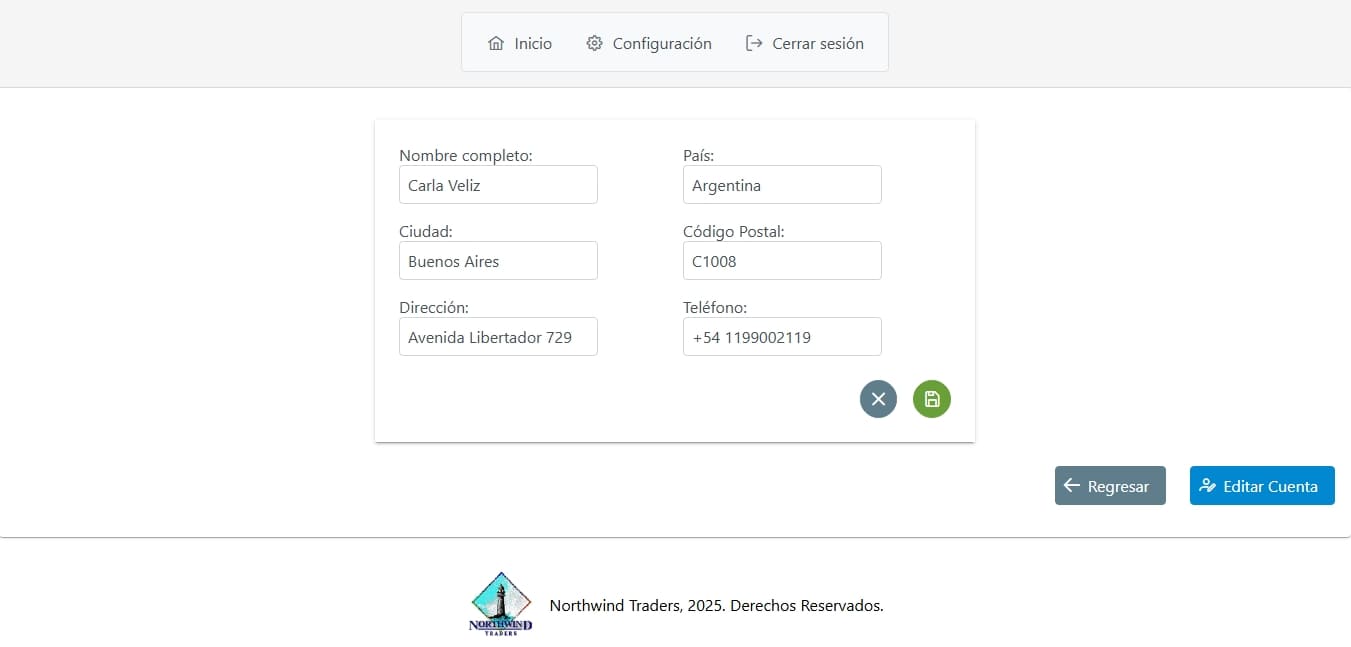 Inicio Configuración Cerrar sesión
Nombre completo: País:
Carla Veliz Argentina
Ciudad: Código Postal:
Buenos Aires C1008
Dirección: Teléfono:
Avenida Libertador 729 +54 1199002119
Regresar Editar Cuenta
Northwind Traders, 2025. Derechos Reservados.
NORTHWIND
TRADERS